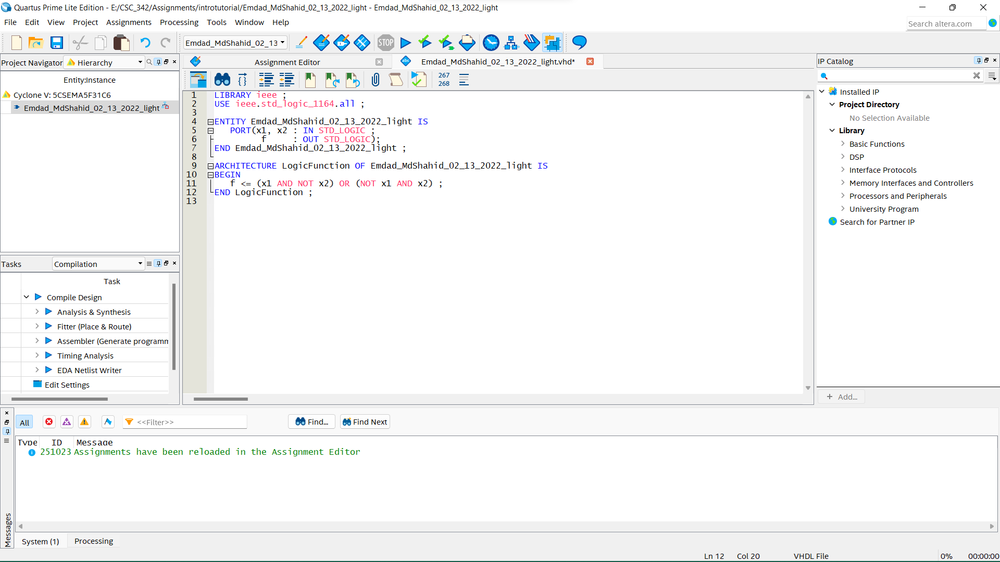 Quartus Prime Lite Edition - E:/CSC_342/Assignments/introtutorial/Emdad_MdShahid_02_13_2022_light - Emdad_MdShahid_02_13_2022_light
File Edit View Project Assignments Processing Tools Window Help
Search altera.com
Emdad_MdShahid_02_13
STOP
Project Navigator Hierarchy
Entity:Instance
Cyclone V: 5CSEMA5F31C6
Emdad_MdShahid_02_13_2022_light
Assignment Editor
abc Emdad_MdShahid_02_13_2022_light.vhd*
267
268
1 LIBRARY ieee ;
2 USE ieee.std_logic_1164.all ;
3
4 ENTITY Emdad_MdShahid_02_13_2022_light IS
5 PORT(x1, x2 : IN STD_LOGIC ;
6 f : OUT STD_LOGIC);
7 END Emdad_MdShahid_02_13_2022_light ;
8
9 ARCHITECTURE LogicFunction OF Emdad_MdShahid_02_13_2022_light IS
10 BEGIN
11 f <= (x1 AND NOT x2) OR (NOT x1 AND x2) ;
12 END LogicFunction ;
13
IP Catalog
Installed IP
Project Directory
No Selection Available
Library
Basic Functions
DSP
Interface Protocols
Memory Interfaces and Controllers
Processors and Peripherals
University Program
Search for Partner IP
+ Add...
Tasks Compilation
Task
Compile Design
Analysis & Synthesis
Fitter (Place & Route)
Assembler (Generate programm
Timing Analysis
EDA Netlist Writer
Edit Settings
All <<Filter>> Find... Find Next
Type ID Message
251023 Assignments have been reloaded in the Assignment Editor
Messages
System (1) Processing
Ln 12 Col 20 VHDL File 0% 00:00:00